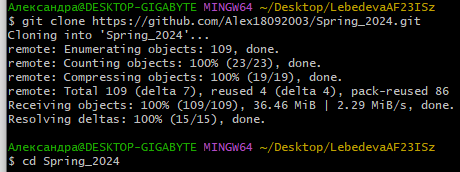 Александра@DESKTOP-GIGABYTE MINGW64 ~/Desktop/LebedevaAF23ISz
$ git clone https://github.com/Alex18092003/Spring_2024.git
Cloning into 'Spring_2024'...
remote: Enumerating objects: 109, done.
remote: Counting objects: 100% (23/23), done.
remote: Compressing objects: 100% (19/19), done.
remote: Total 109 (delta 7), reused 4 (delta 4), pack-reused 86
Receiving objects: 100% (109/109), 36.46 MiB | 2.29 MiB/s, done.
Resolving deltas: 100% (15/15), done.
Александра@DESKTOP-GIGABYTE MINGW64 ~/Desktop/LebedevaAF23ISz
$ cd Spring_2024